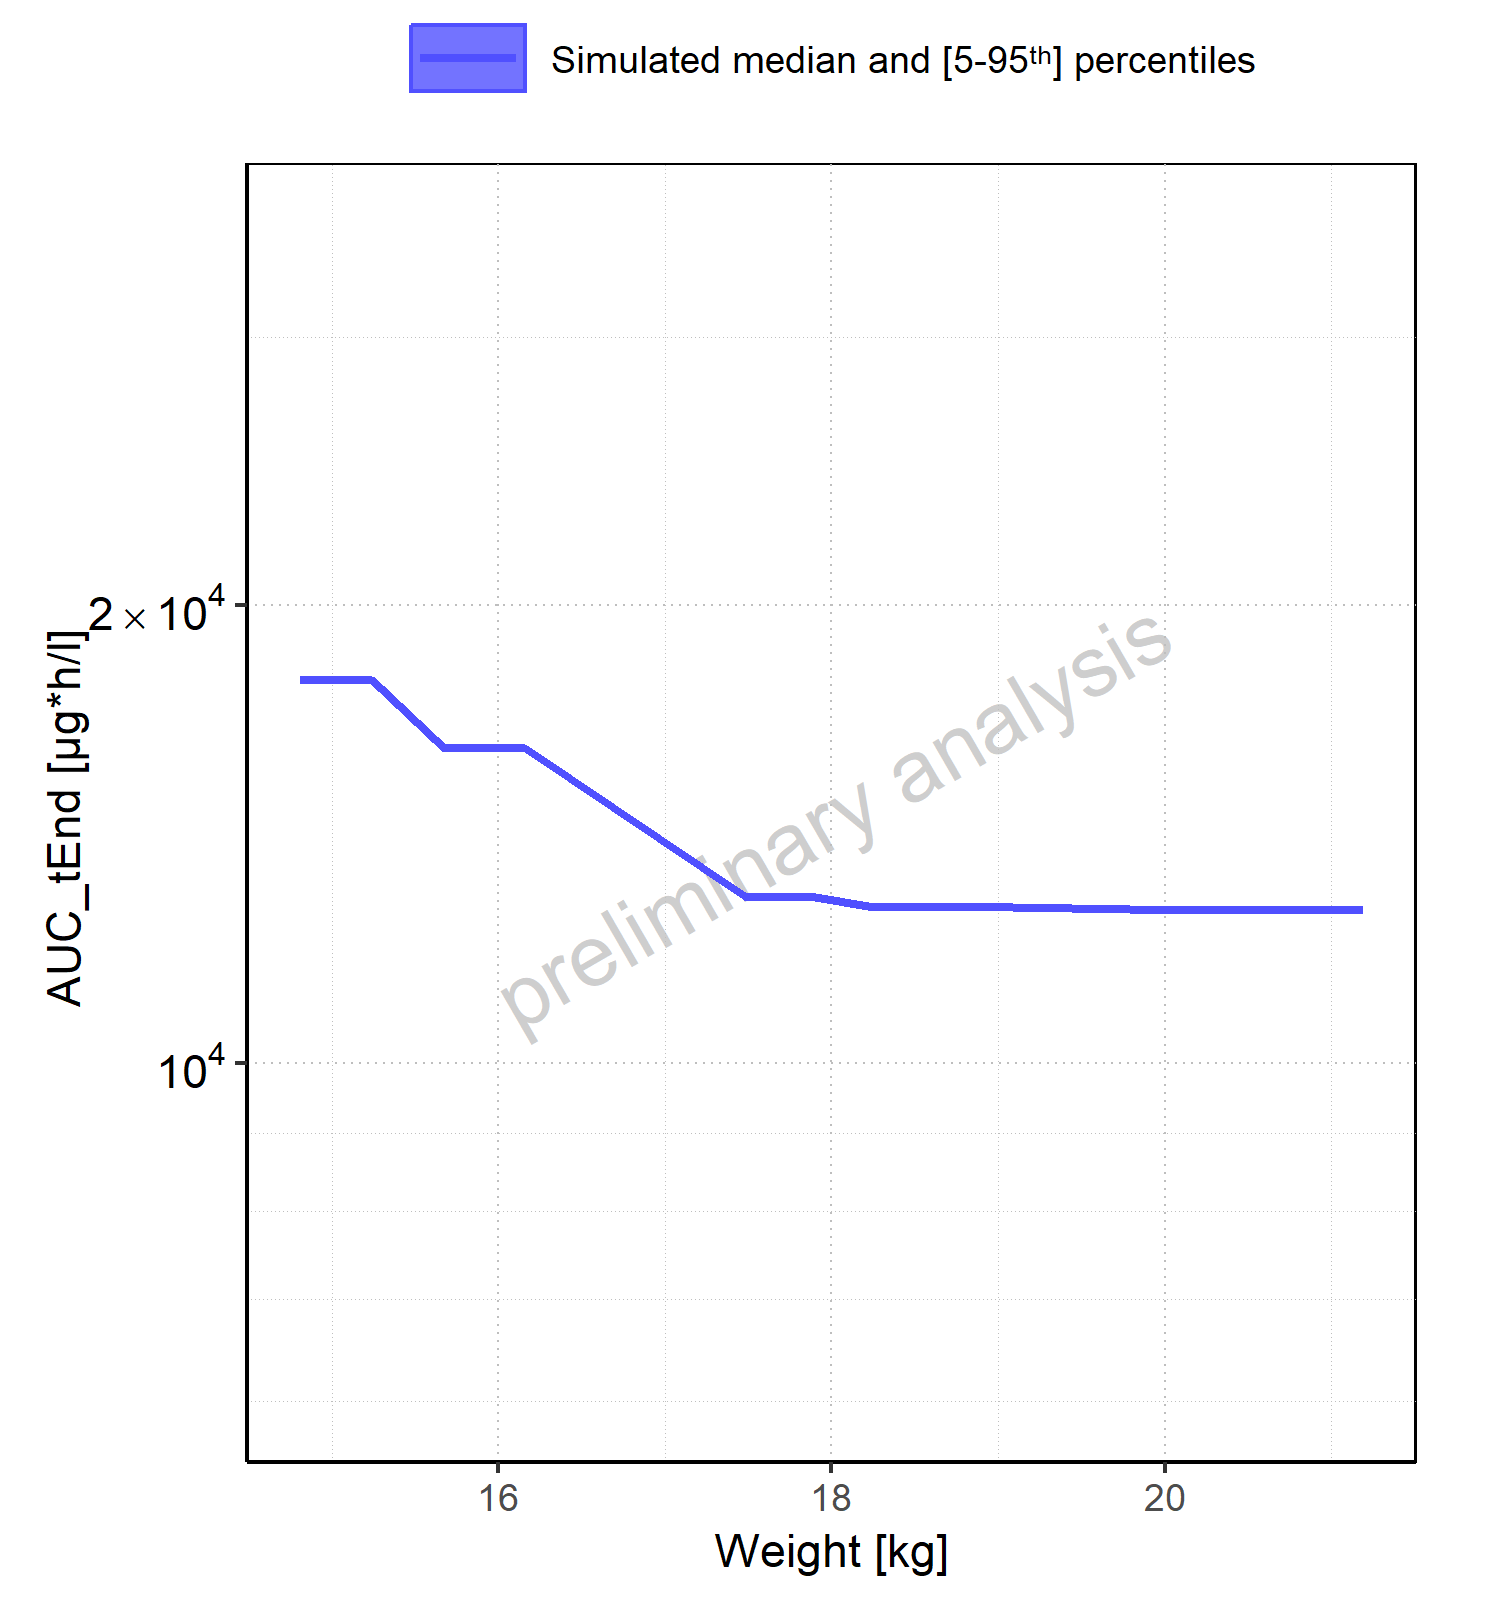 Simulated median and [5-95th] percentiles
AUC_tEnd [µg*h/l]
2 × 10^4
10^4
preliminary analysis
16 18 20
Weight [kg]